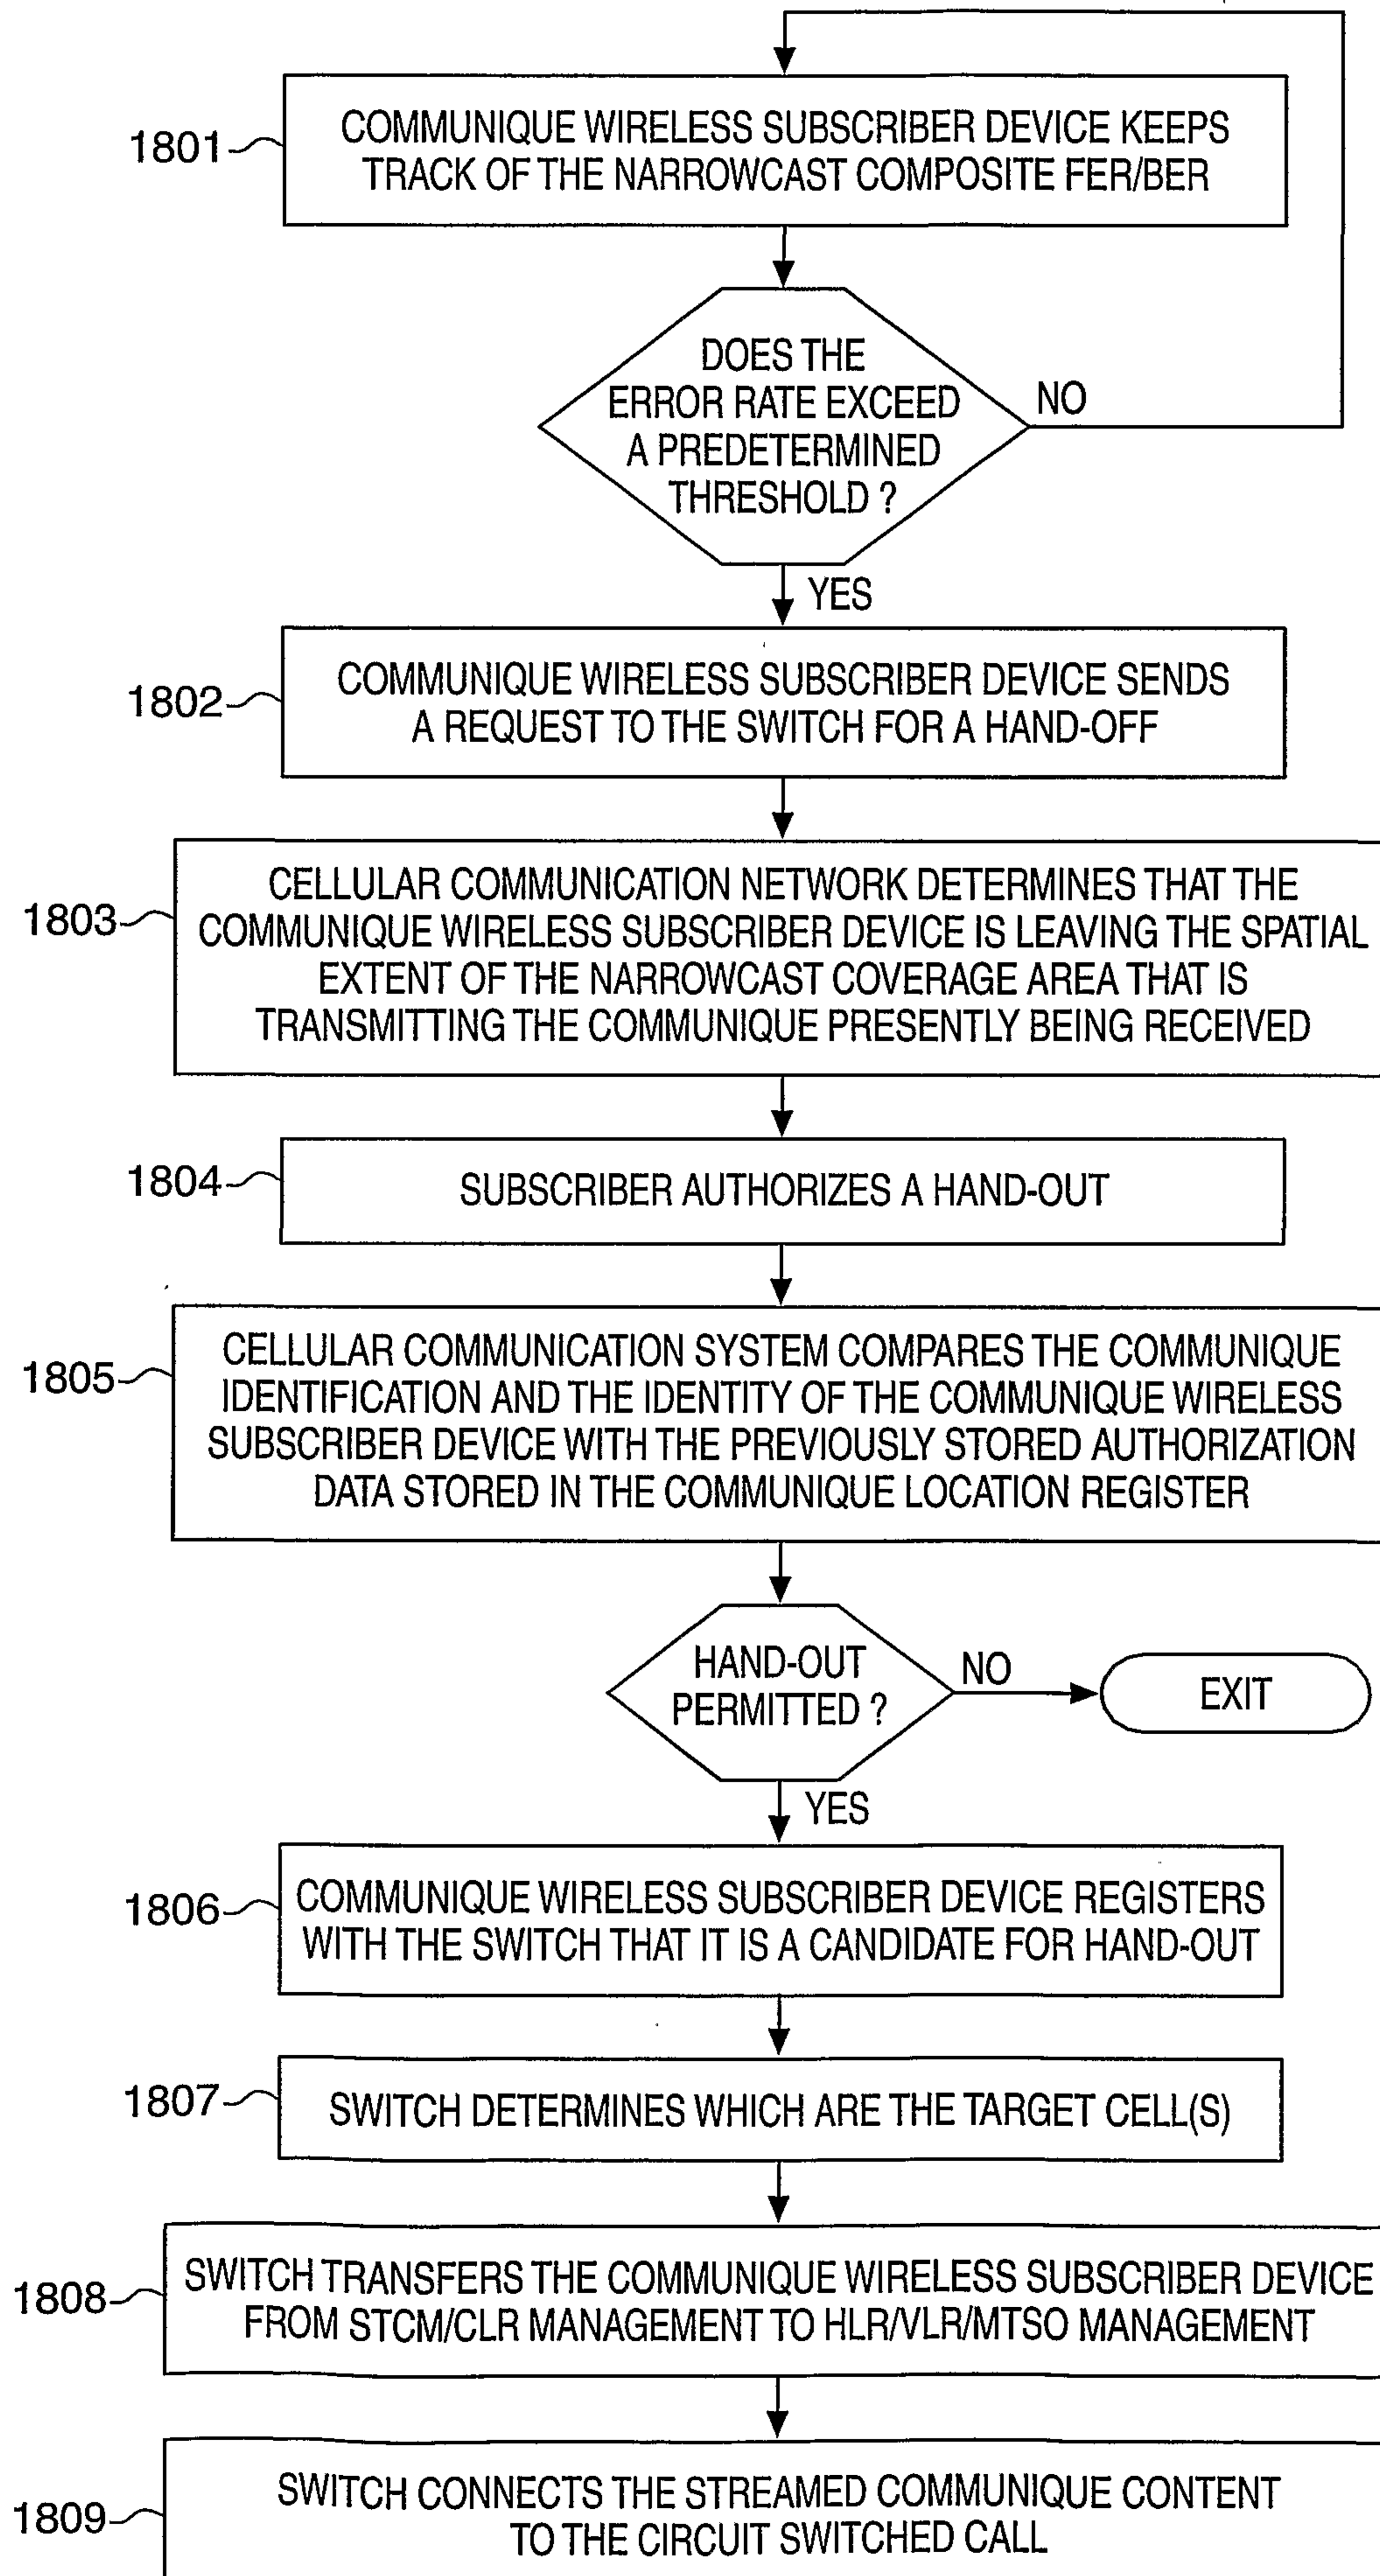 1801
COMMUNIQUE WIRELESS SUBSCRIBER DEVICE KEEPS
TRACK OF THE NARROWCAST COMPOSITE FER/BER
DOES THE
ERROR RATE EXCEED
A PREDETERMINED
THRESHOLD ?
NO
YES
1802
COMMUNIQUE WIRELESS SUBSCRIBER DEVICE SENDS
A REQUEST TO THE SWITCH FOR A HAND-OFF
1803
CELLULAR COMMUNICATION NETWORK DETERMINES THAT THE
COMMUNIQUE WIRELESS SUBSCRIBER DEVICE IS LEAVING THE SPATIAL
EXTENT OF THE NARROWCAST COVERAGE AREA THAT IS
TRANSMITTING THE COMMUNIQUE PRESENTLY BEING RECEIVED
1804
SUBSCRIBER AUTHORIZES A HAND-OUT
1805
CELLULAR COMMUNICATION SYSTEM COMPARES THE COMMUNIQUE
IDENTIFICATION AND THE IDENTITY OF THE COMMUNIQUE WIRELESS
SUBSCRIBER DEVICE WITH THE PREVIOUSLY STORED AUTHORIZATION
DATA STORED IN THE COMMUNIQUE LOCATION REGISTER
HAND-OUT
PERMITTED ?
NO
EXIT
YES
1806
COMMUNIQUE WIRELESS SUBSCRIBER DEVICE REGISTERS
WITH THE SWITCH THAT IT IS A CANDIDATE FOR HAND-OUT
1807
SWITCH DETERMINES WHICH ARE THE TARGET CELL(S)
1808
SWITCH TRANSFERS THE COMMUNIQUE WIRELESS SUBSCRIBER DEVICE
FROM STCM/CLR MANAGEMENT TO HLR/VLR/MTSO MANAGEMENT
1809
SWITCH CONNECTS THE STREAMED COMMUNIQUE CONTENT
TO THE CIRCUIT SWITCHED CALL